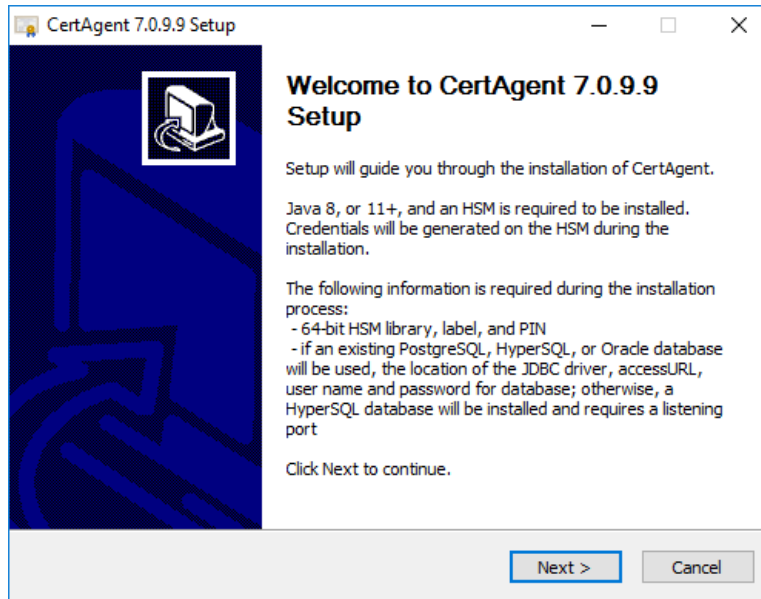 CertAgent 7.0.9.9 Setup
Welcome to CertAgent 7.0.9.9
Setup
Setup will guide you through the installation of CertAgent.
Java 8, or 11+, and an HSM is required to be installed.
Credentials will be generated on the HSM during the
installation.
The following information is required during the installation
process:
- 64-bit HSM library, label, and PIN
- if an existing PostgreSQL, HyperSQL, or Oracle database
will be used, the location of the JDBC driver, accessURL,
user name and password for database; otherwise, a
HyperSQL database will be installed and requires a listening
port
Click Next to continue.
Next >
Cancel